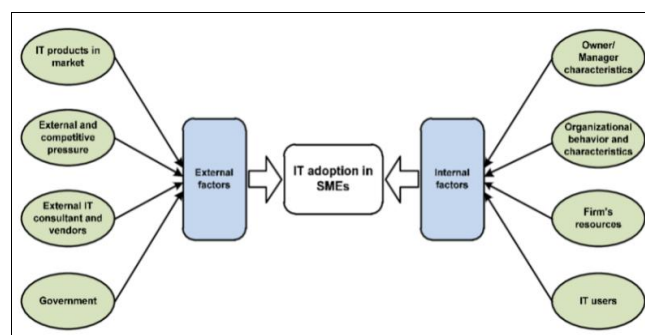 IT products in
market
External and
competitive
pressure
External IT
consultant and
vendors
Government
External
factors
IT adoption in
SMEs
Internal
factors
Owner/
Manager
characteristics
Organizational
behavior and
characteristics
Firm's
resources
IT users